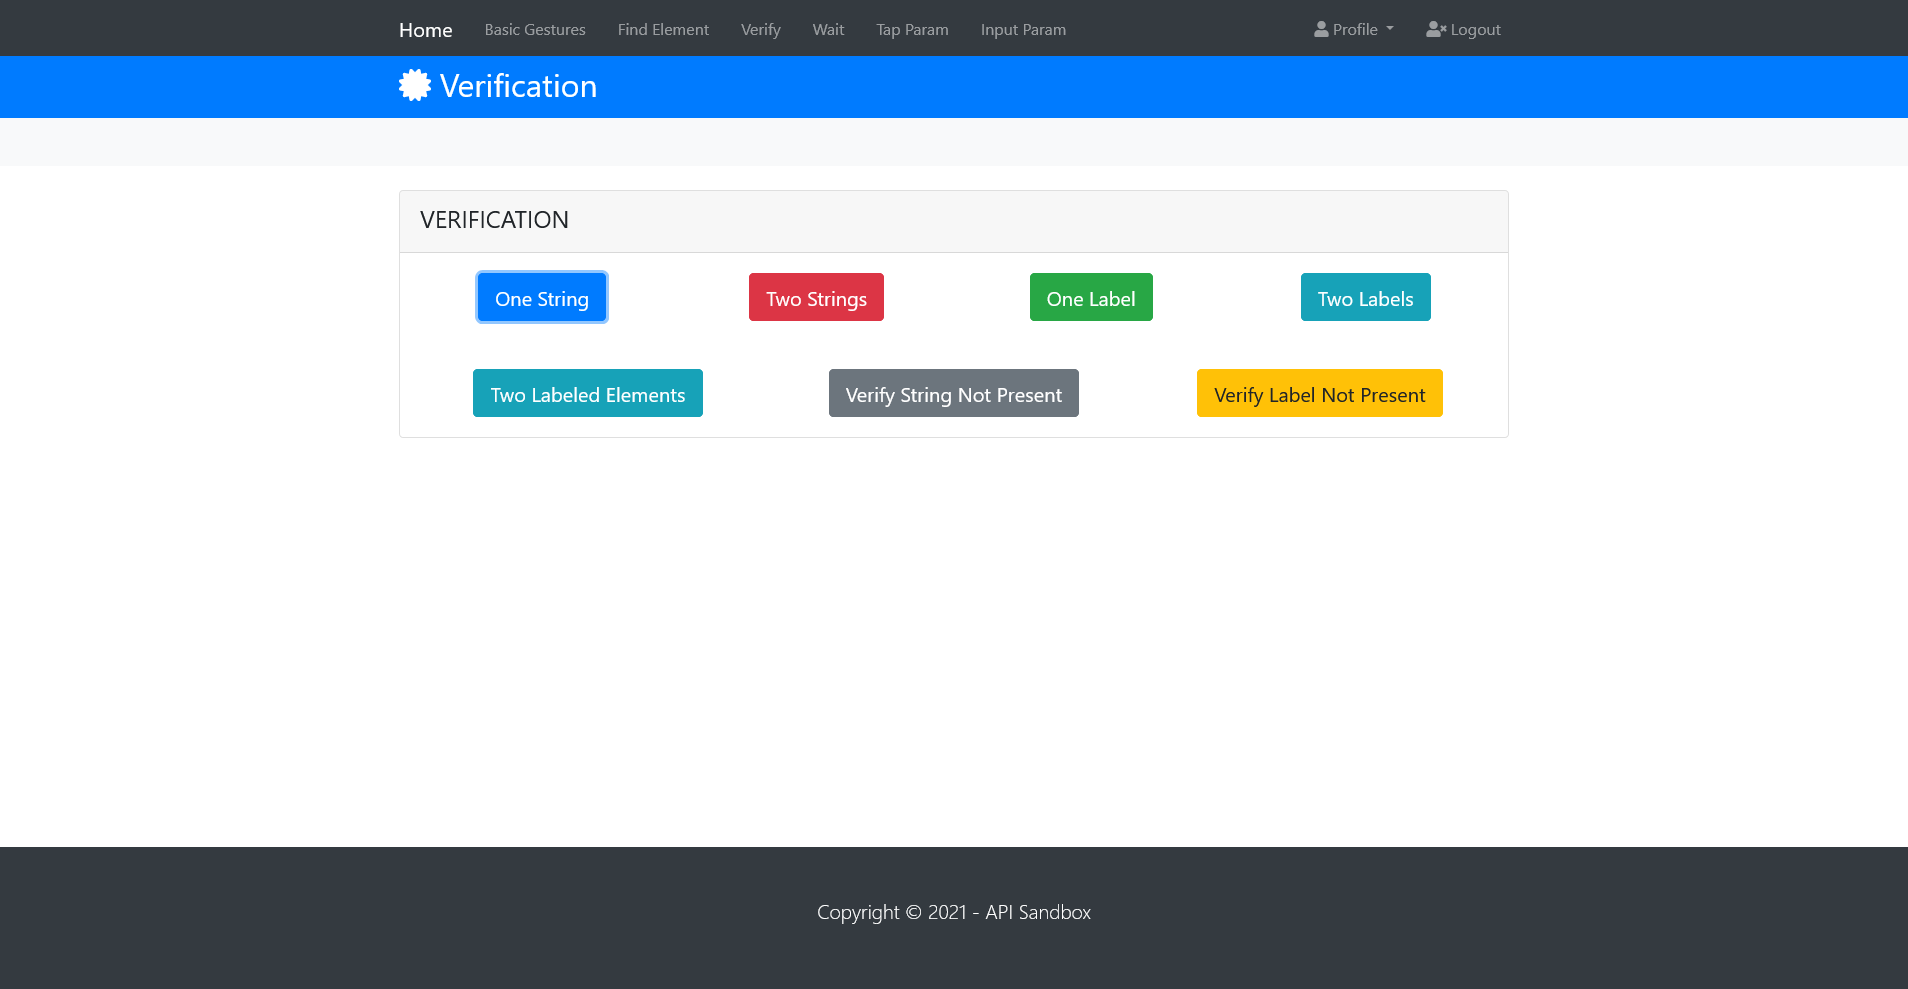 Home Basic Gestures Find Element Verify Wait Tap Param Input Param Profile Logout
Verification
VERIFICATION
One String Two Strings One Label Two Labels
Two Labeled Elements Verify String Not Present Verify Label Not Present
Copyright © 2021 - API Sandbox